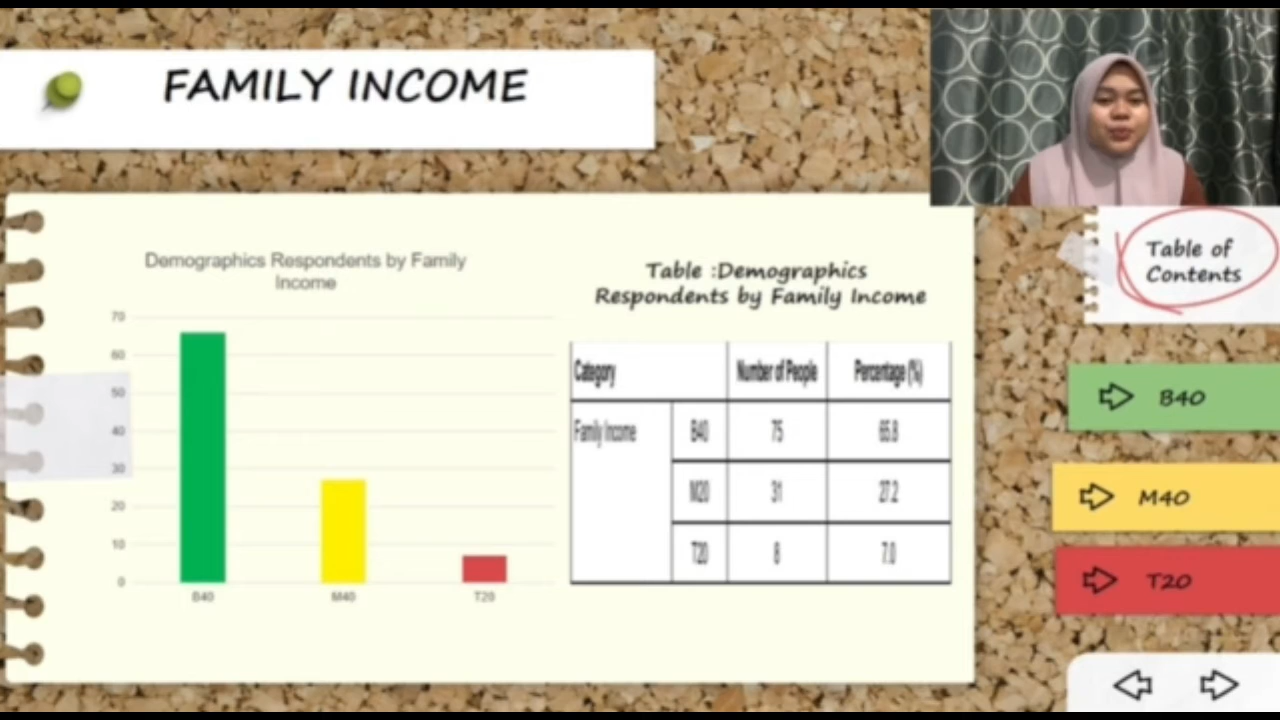 FAMILY INCOME
Demographics Respondents by Family
Income
70
60
50
40
30
20
10
0
B40
M40
T20
Table :Demographics
Respondents by Family Income
Category Number of People Percentage (%)
Family Income B40 75 65.8
M20 31 27.2
T20 8 7.0
Table of
Contents
B40
M40
T20